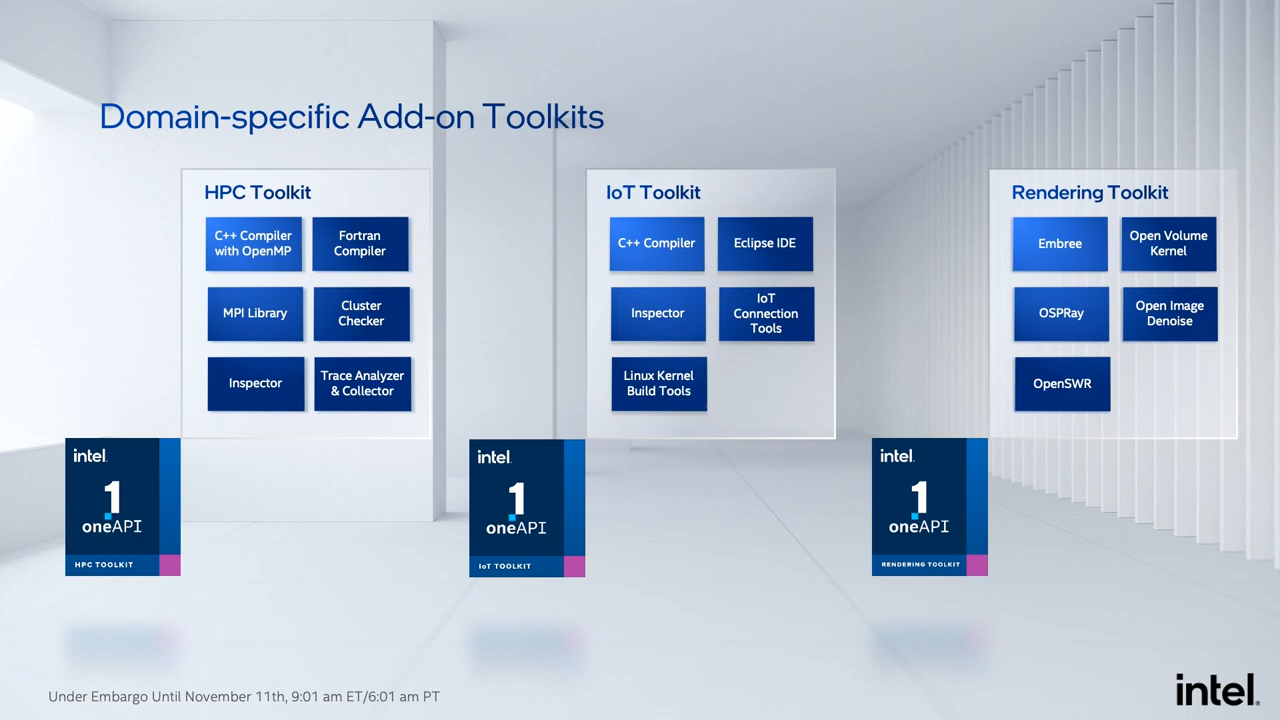 Domain-specific Add-on Toolkits
HPC Toolkit
C++ Compiler
with OpenMP
Fortran
Compiler
MPI Library
Cluster
Checker
Inspector
Trace Analyzer
& Collector
intel.
1
oneAPI
HPC TOOLKIT
IoT Toolkit
C++ Compiler
Eclipse IDE
Inspector
IoT
Connection
Tools
Linux Kernel
Build Tools
intel.
1
oneAPI
IoT TOOLKIT
Rendering Toolkit
Embree
Open Volume
Kernel
OSPRay
Open Image
Denoise
OpenSWR
intel.
1
oneAPI
RENDERING TOOLKIT
Under Embargo Until November 11th, 9:01 am ET/6:01 am PT
intel.